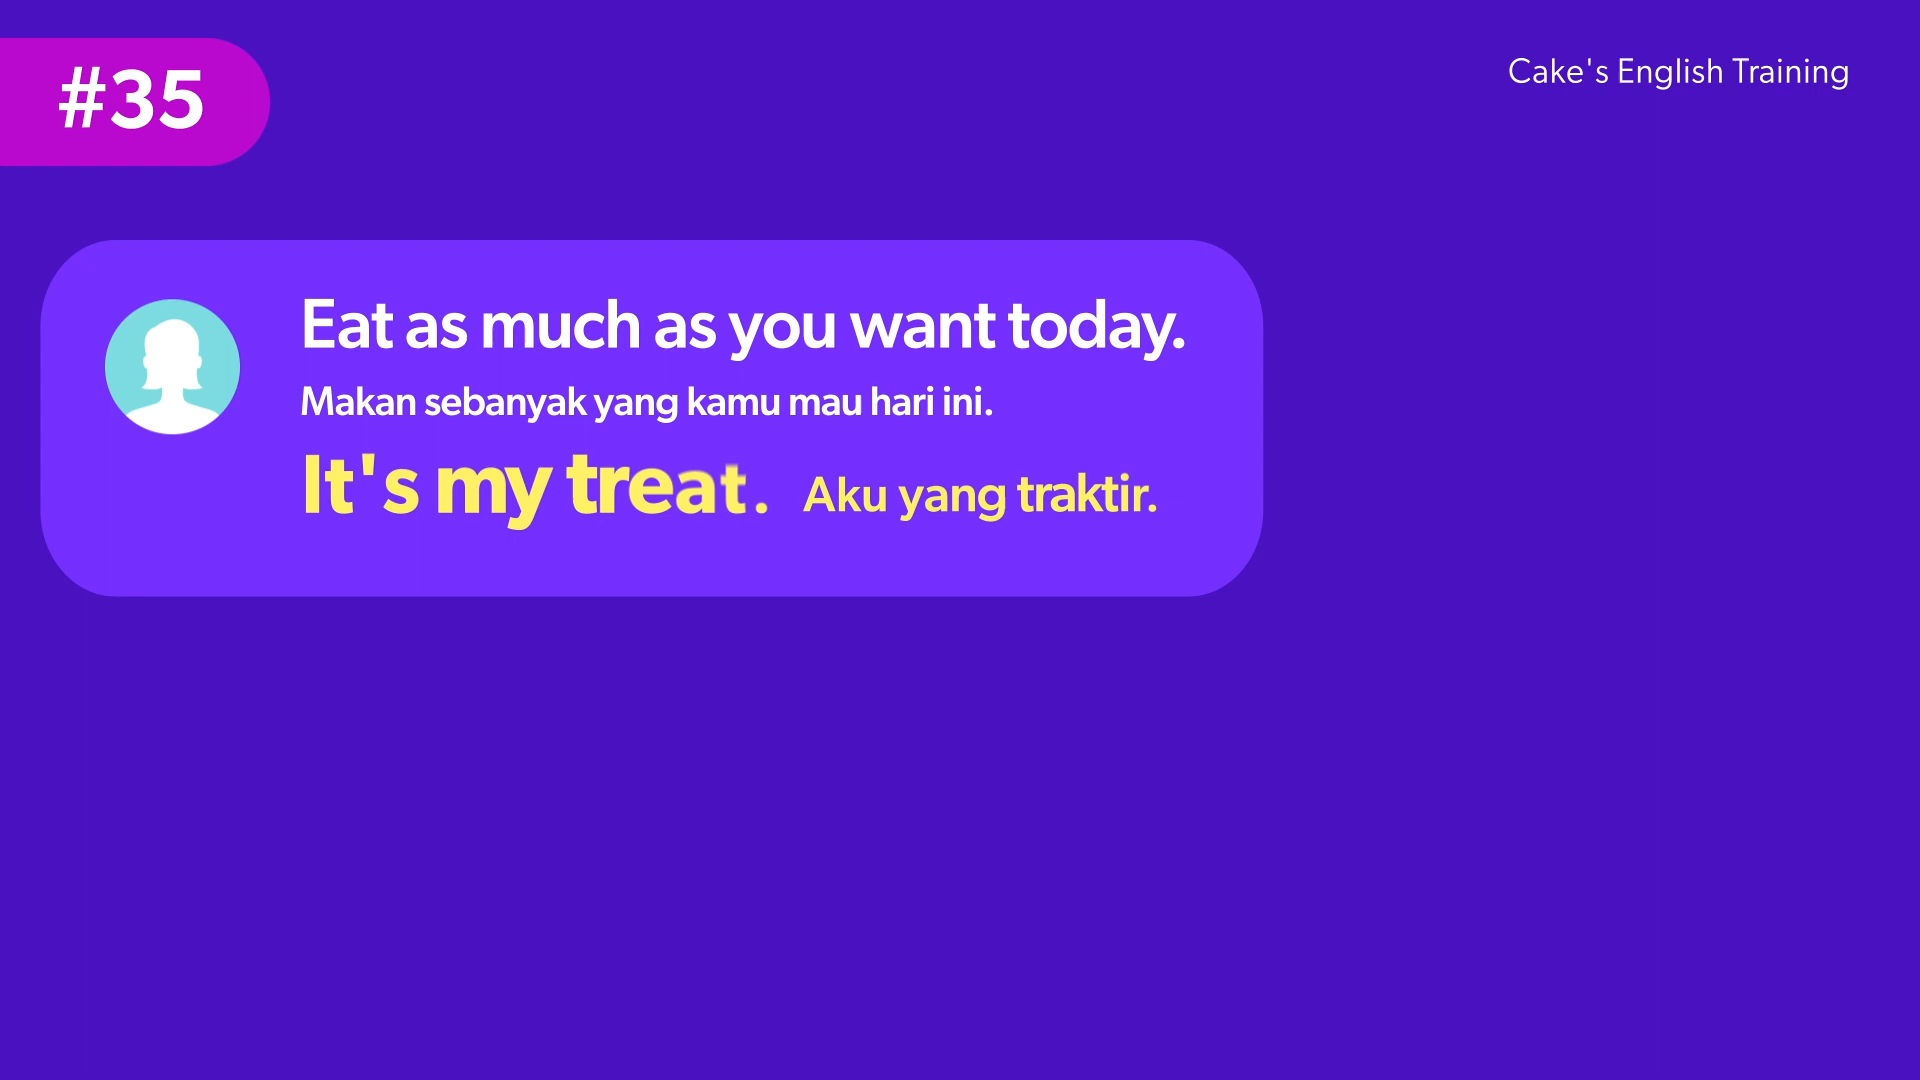 #35
Cake's English Training
Eat as much as you want today.
Makan sebanyak yang kamu mau hari ini.
It's my treat. Aku yang traktir.